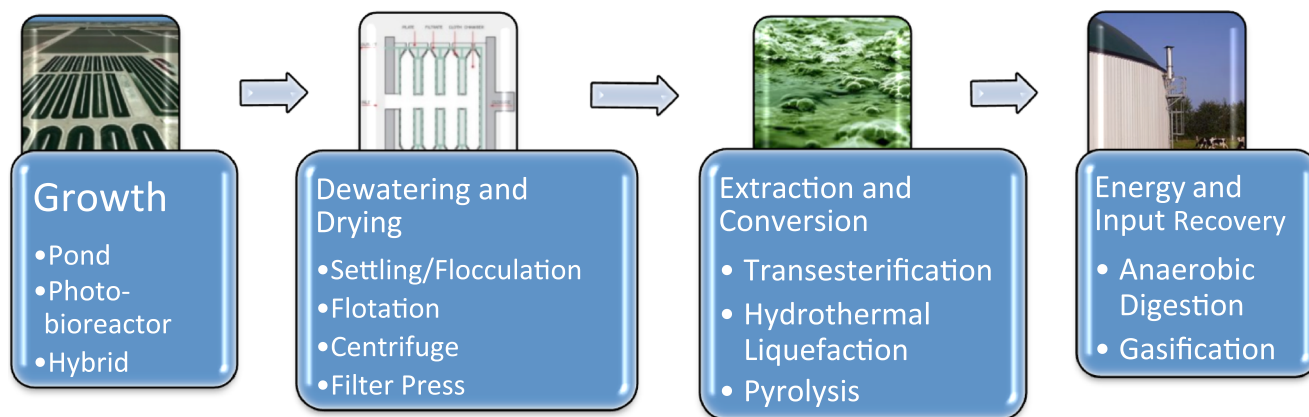 Growth
•Pond
•Photo-
bioreactor
•Hybrid
Dewatering and
Drying
•Settling/Flocculation
•Flotation
•Centrifuge
•Filter Press
Extraction and
Conversion
• Transesterification
• Hydrothermal
Liquefaction
• Pyrolysis
Energy and
Input Recovery
• Anaerobic
Digestion
• Gasification